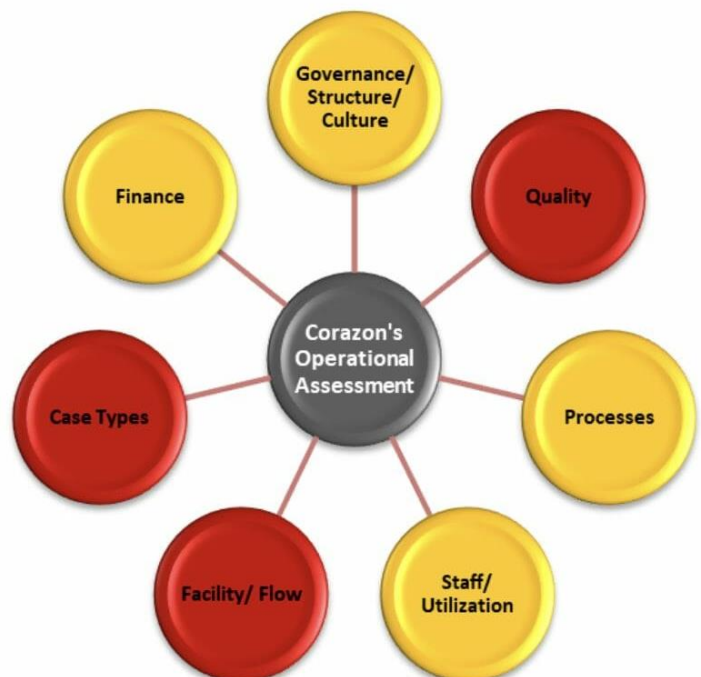 Governance/
Structure/
Culture
Finance
Quality
Corazon's
Operational
Assessment
Case Types
Processes
Facility/ Flow
Staff/
Utilization